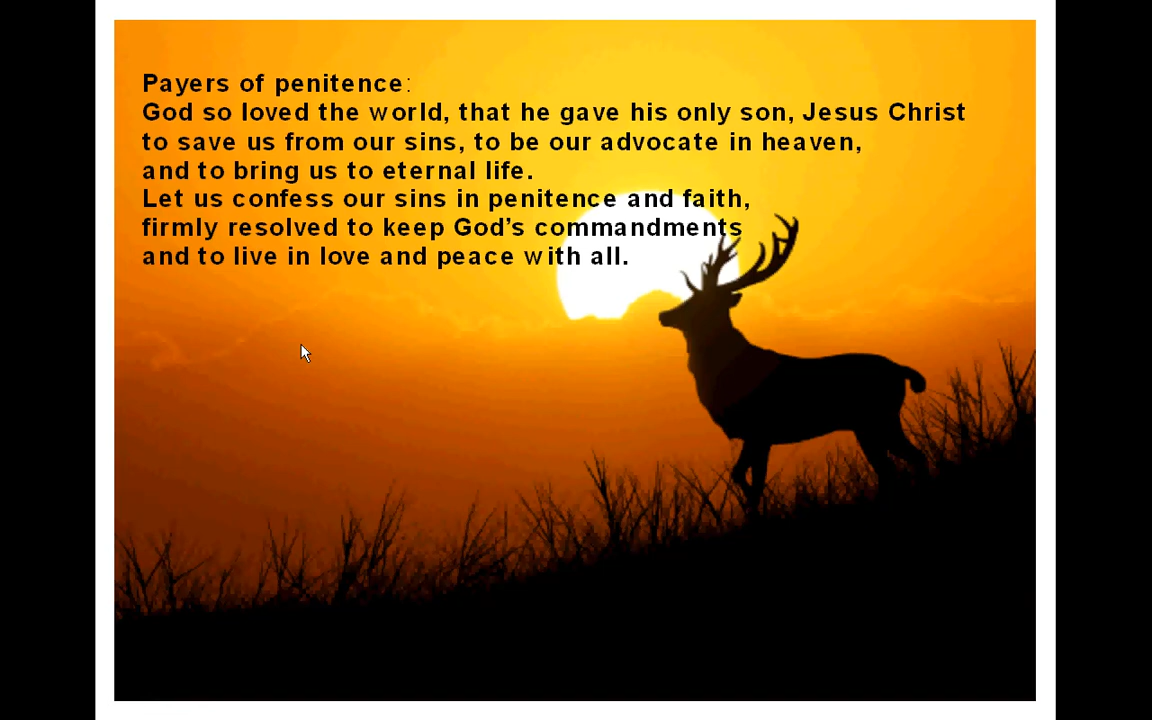 Payers of penitence:
God so loved the world, that he gave his only son, Jesus Christ
to save us from our sins, to be our advocate in heaven,
and to bring us to eternal life.
Let us confess our sins in penitence and faith,
firmly resolved to keep God’s commandments
and to live in love and peace with all.